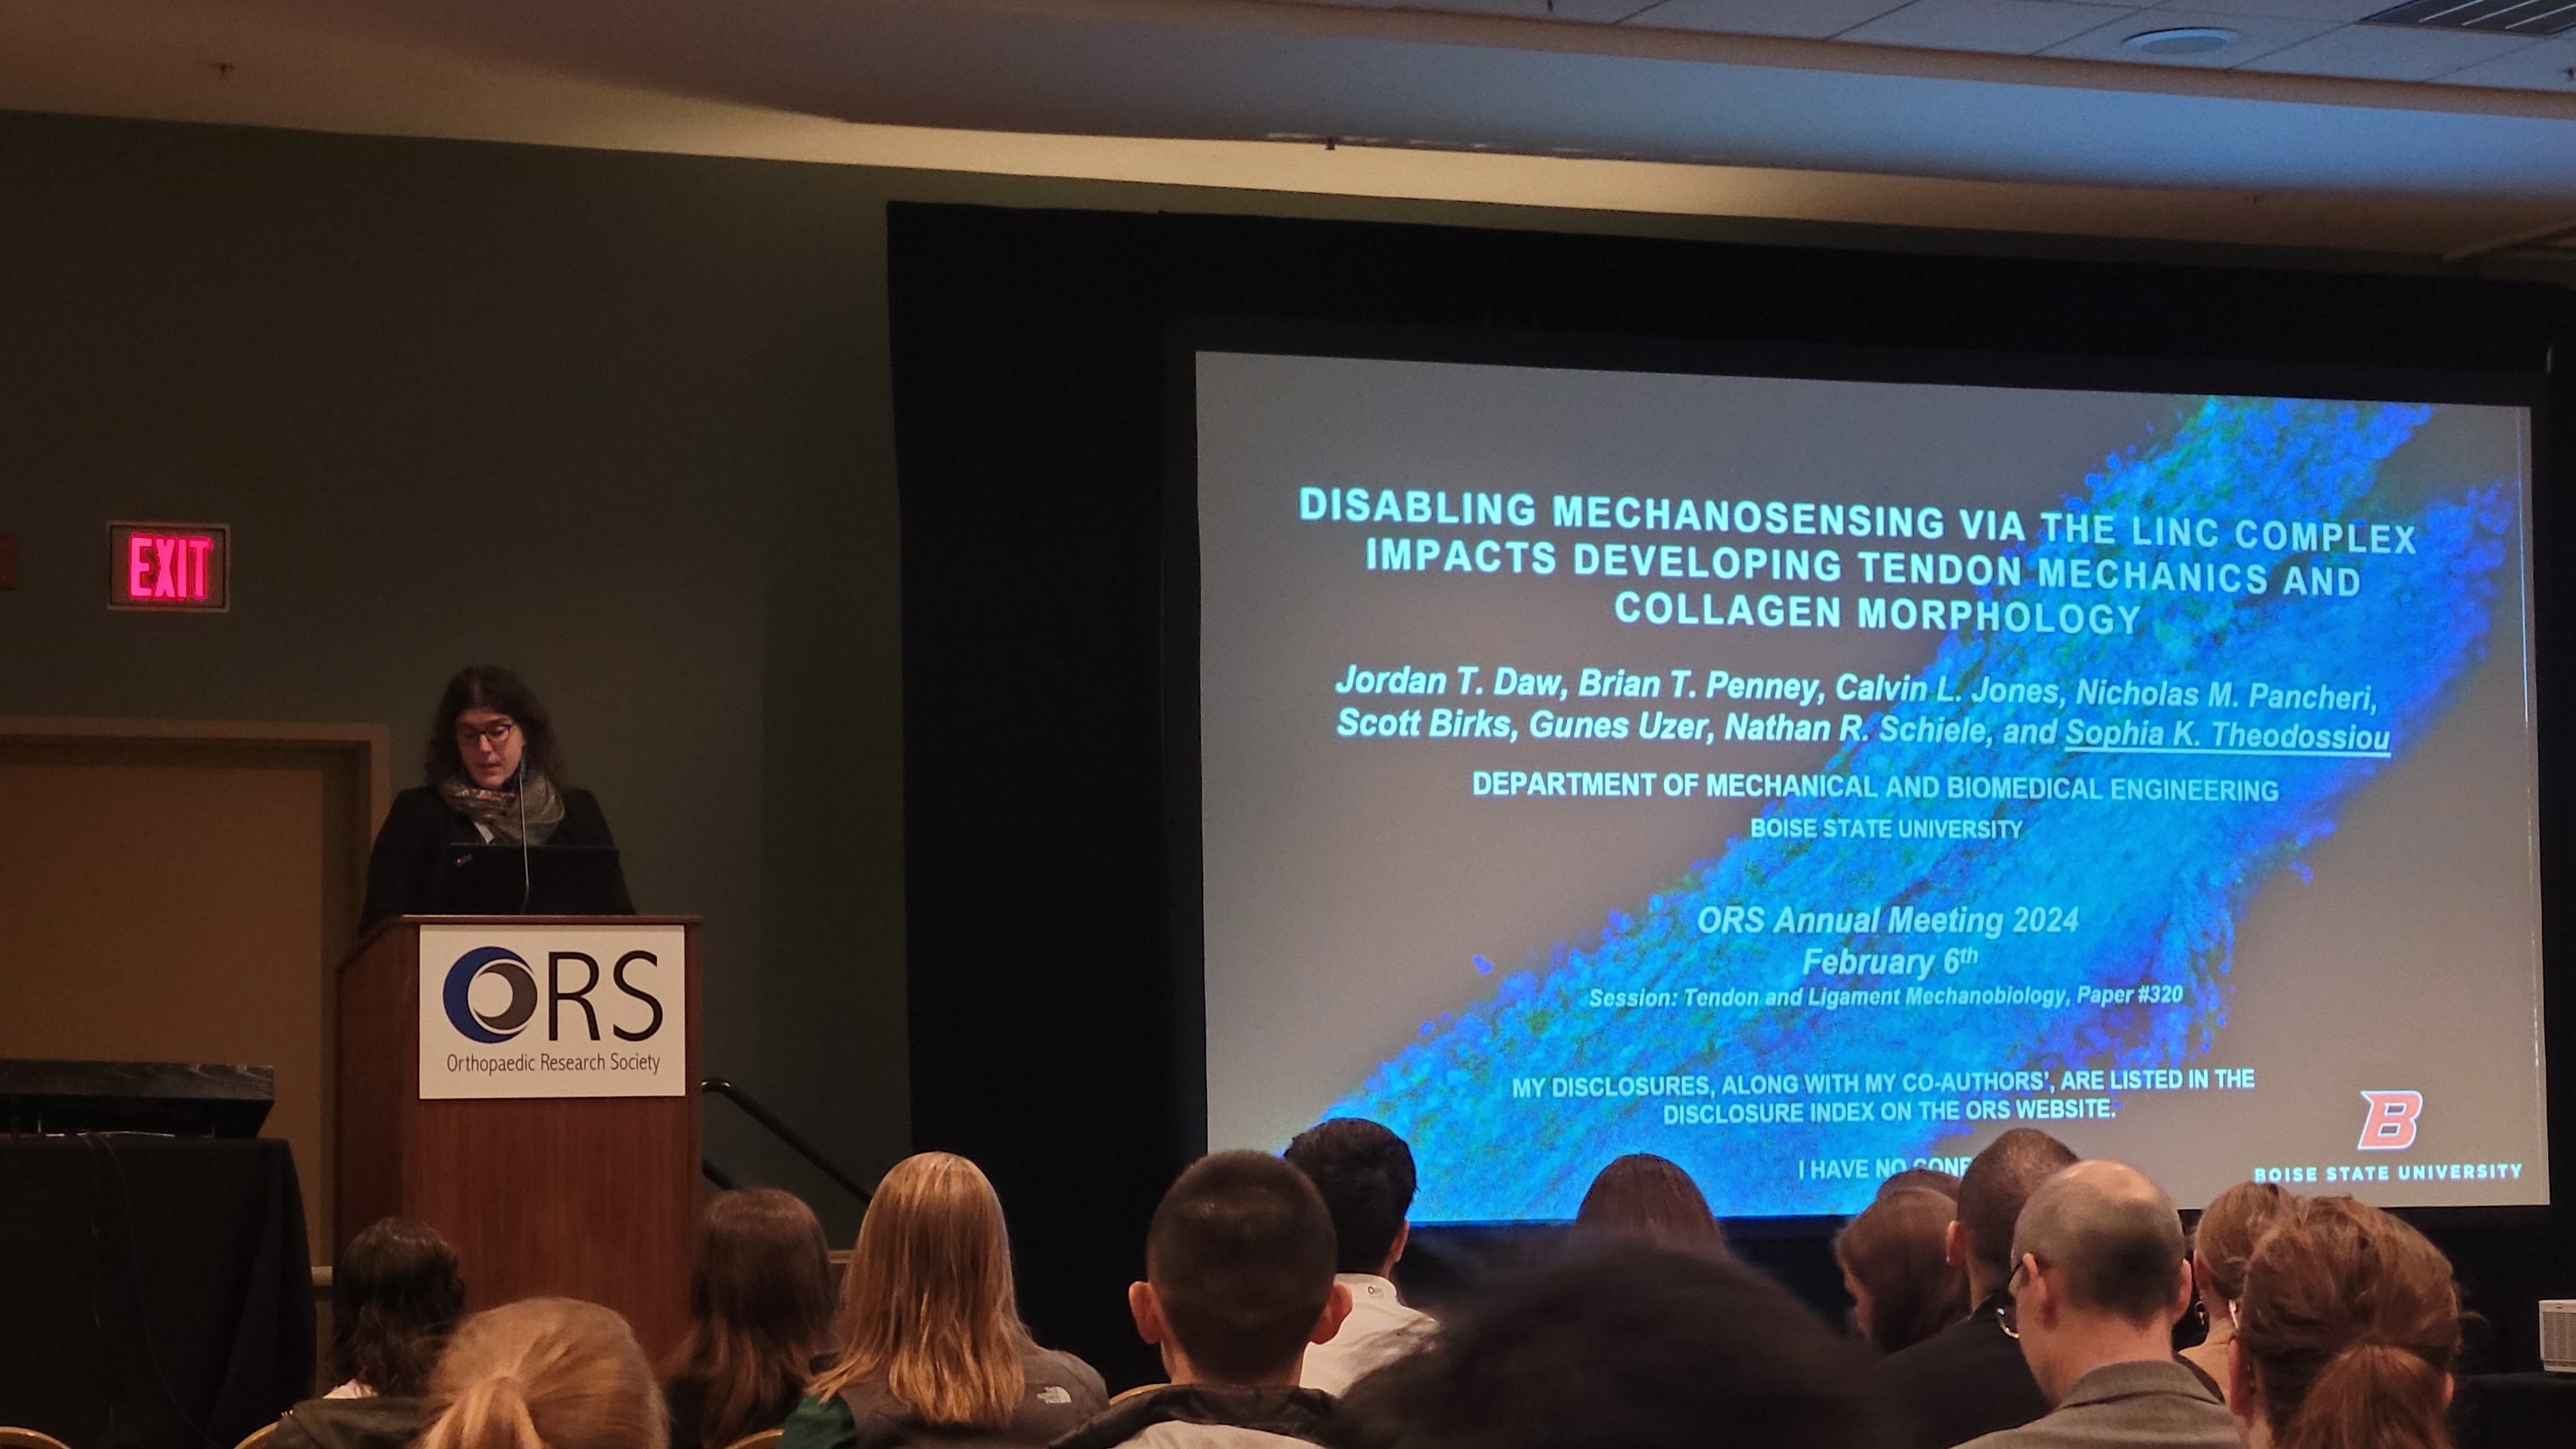 EXIT
ORS
Orthopaedic Research Society
DISABLING MECHANOSENSING VIA THE LINC COMPLEX
IMPACTS DEVELOPING TENDON MECHANICS AND
COLLAGEN MORPHOLOGY
Jordan T. Daw, Brian T. Penney, Calvin L. Jones, Nicholas M. Pancheri,
Scott Birks, Gunes Uzer, Nathan R. Schiele, and Sophia K. Theodossiou
DEPARTMENT OF MECHANICAL AND BIOMEDICAL ENGINEERING
BOISE STATE UNIVERSITY
ORS Annual Meeting 2024
February 6th
Session: Tendon and Ligament Mechanobiology, Paper #320
MY DISCLOSURES, ALONG WITH MY CO-AUTHORS', ARE LISTED IN THE
DISCLOSURE INDEX ON THE ORS WEBSITE.
I HAVE NO CONF
B
BOISE STATE UNIVERSITY
ORS